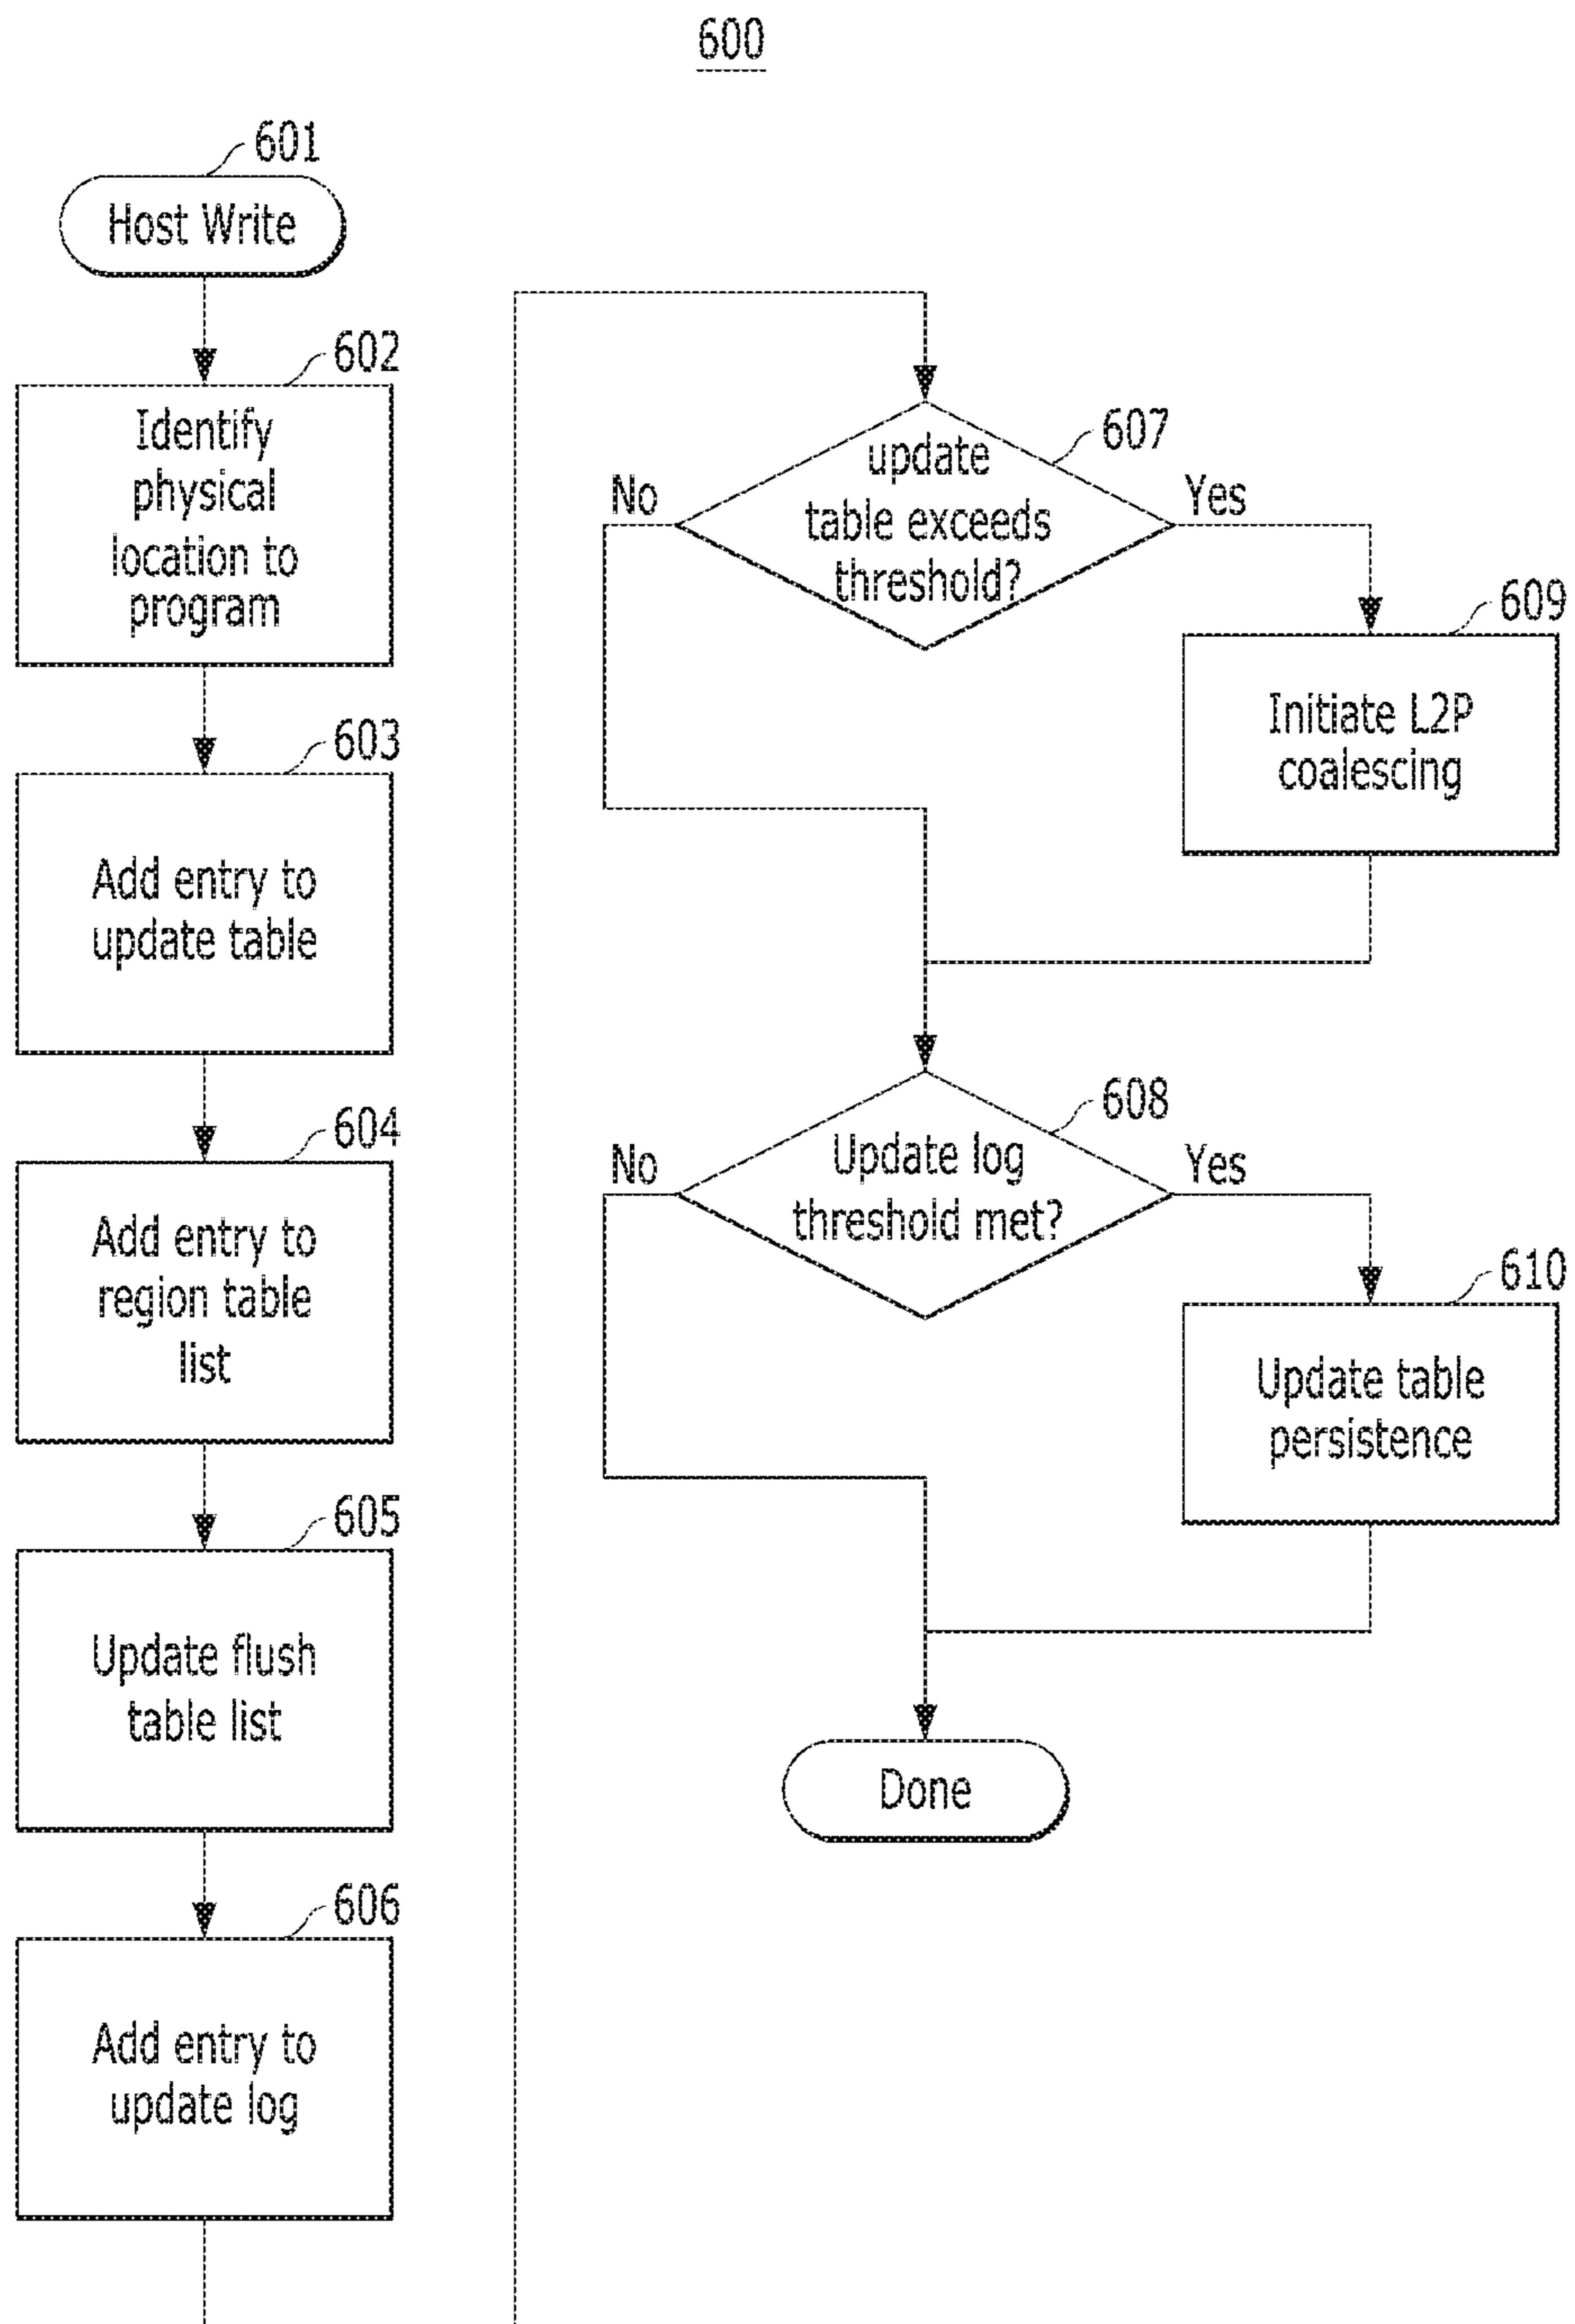 600
601
Host Write
602
Identify
physical
location to
program
603
Add entry to
update table
604
Add entry to
region table
list
605
Update flush
table list
606
Add entry to
update log
607
update
table exceeds
threshold?
No
Yes
609
Initiate L2P
coalescing
608
Update log
threshold met?
No
Yes
610
Update table
persistence
Done